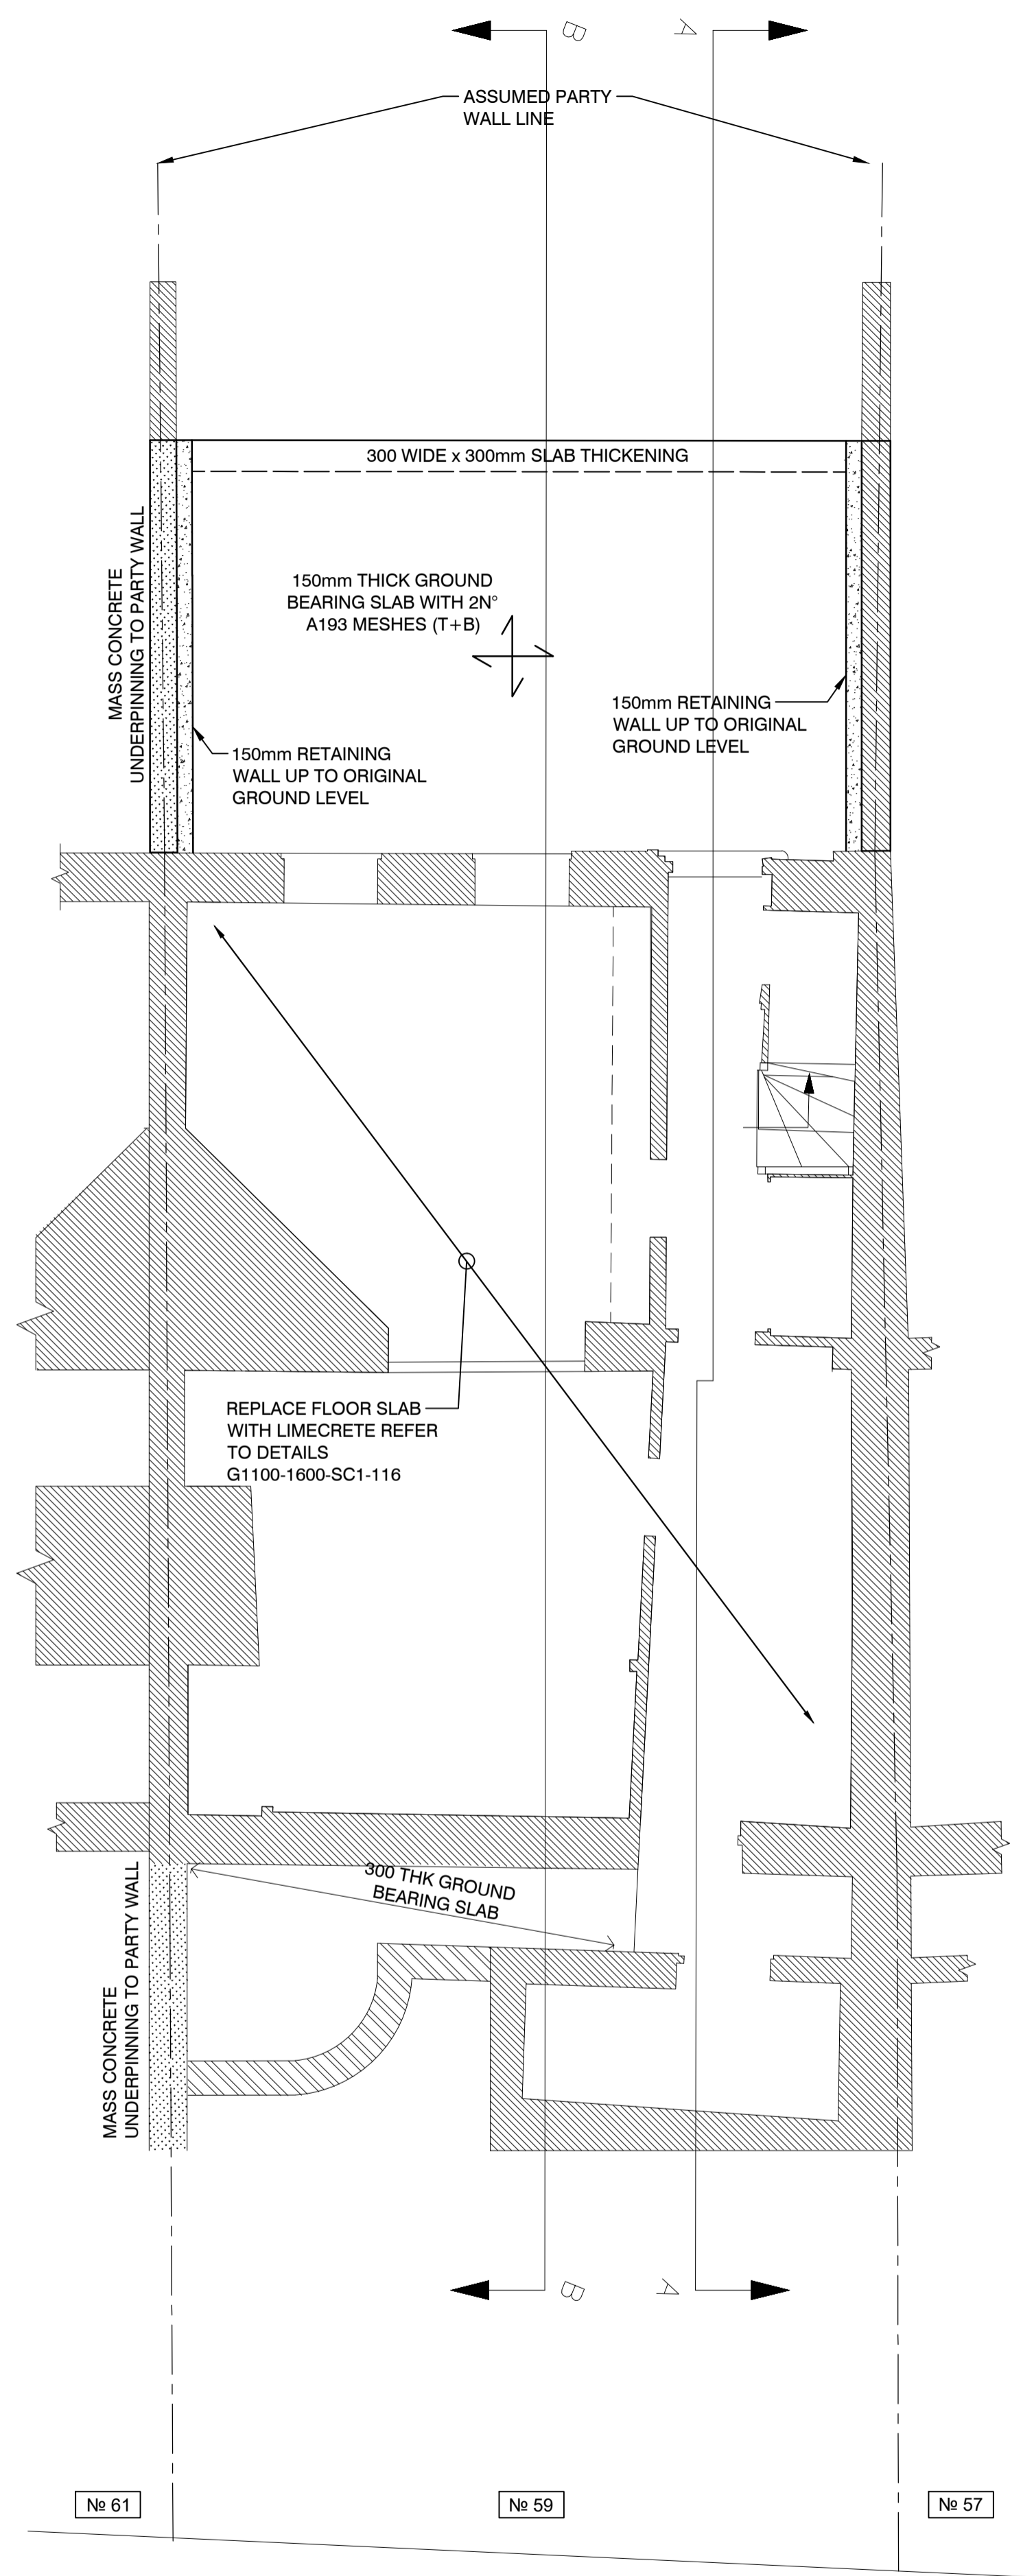 B
A
ASSUMED PARTY
WALL LINE
300 WIDE x 300mm SLAB THICKENING
MASS CONCRETE
UNDERPINNING TO PARTY WALL
150mm THICK GROUND
BEARING SLAB WITH 2N°
A193 MESHES (T+B)
150mm RETAINING
WALL UP TO ORIGINAL
GROUND LEVEL
150mm RETAINING
WALL UP TO ORIGINAL
GROUND LEVEL
REPLACE FLOOR SLAB
WITH LIMECRETE REFER
TO DETAILS
G1100-1600-SC1-116
300 THK GROUND
BEARING SLAB
MASS CONCRETE
UNDERPINNING TO PARTY WALL
B
A
№ 61
№ 59
№ 57